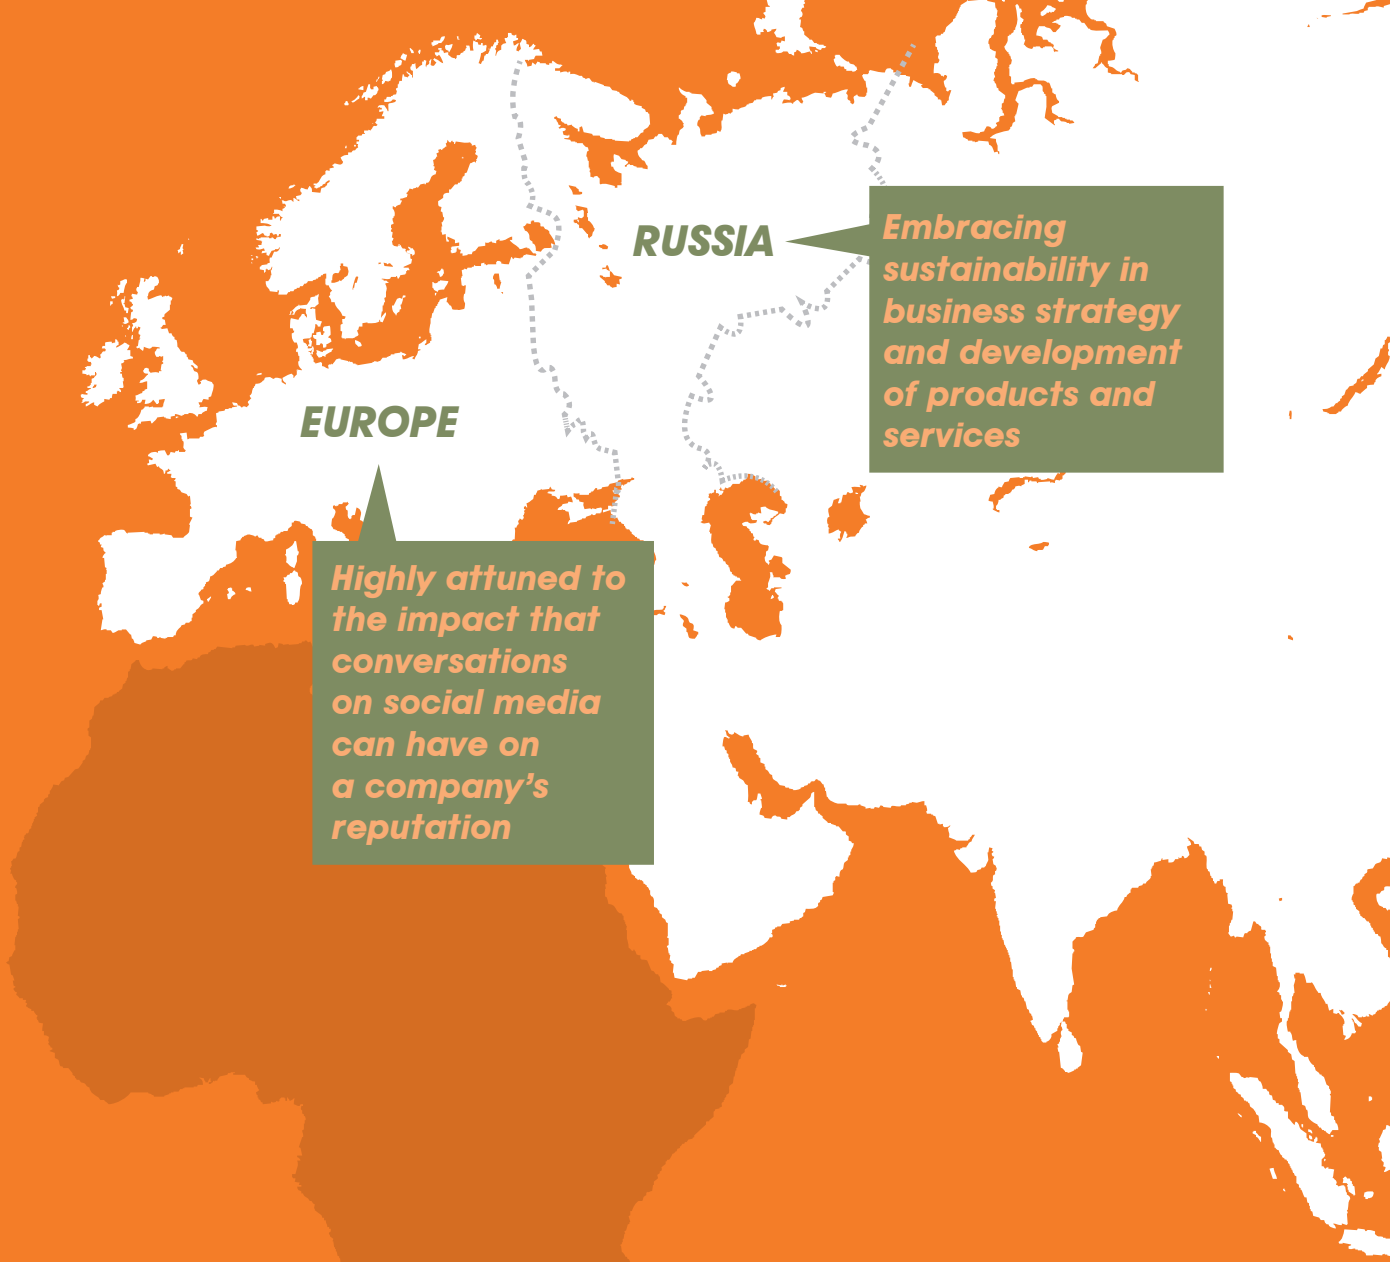 RUSSIA
Embracing
sustainability in
business strategy
and development
of products and
services
EUROPE
Highly attuned to
the impact that
conversations
on social media
can have on
a company’s
reputation